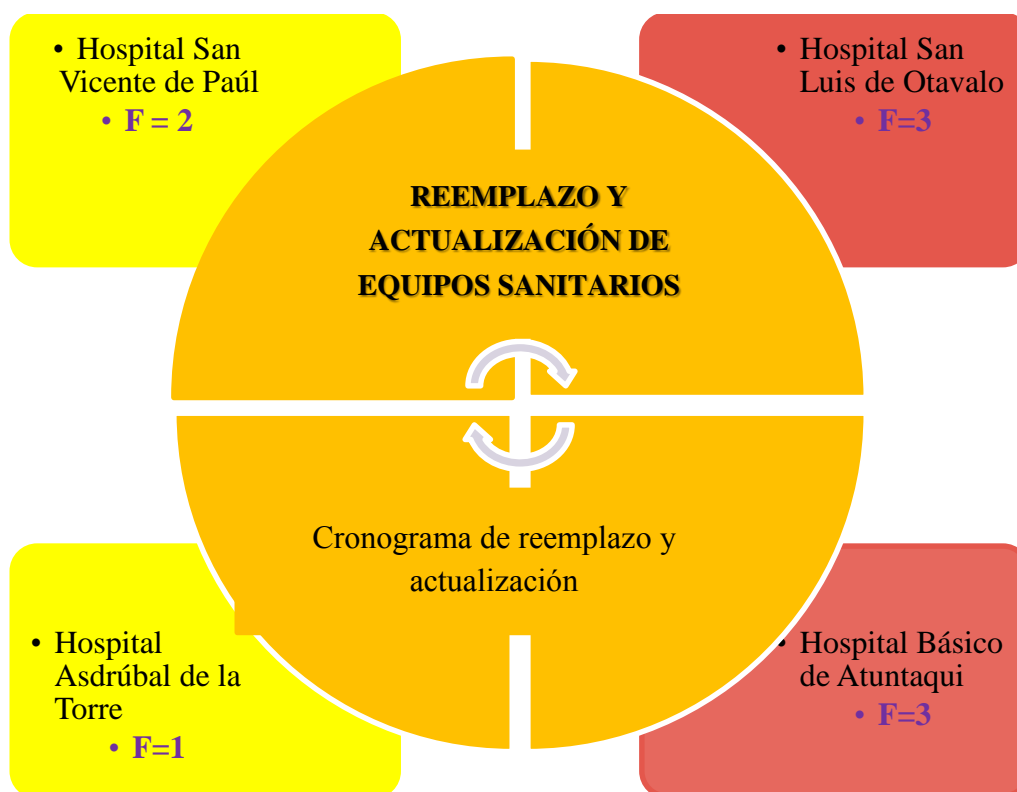 • Hospital San
Vicente de Paúl
• F = 2
• Hospital San
Luis de Otavalo
• F=3
REEMPLAZO Y
ACTUALIZACIÓN DE
EQUIPOS SANITARIOS
Cronograma de reemplazo y
actualización
• Hospital
Asdrúbal de la
Torre
• F=1
• Hospital Básico
de Atuntaqui
• F=3